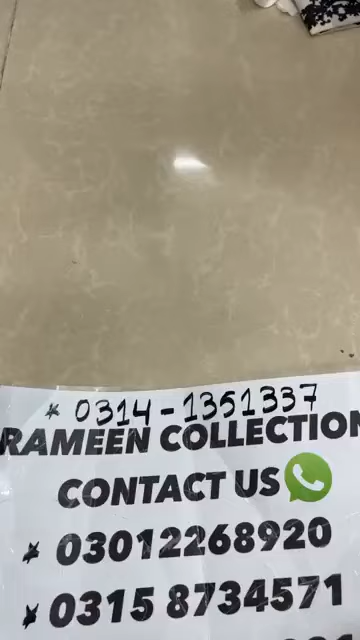 * 0314-1351337
RAMEEN COLLECTION
CONTACT US
* 03012268920
* 0315 8734571